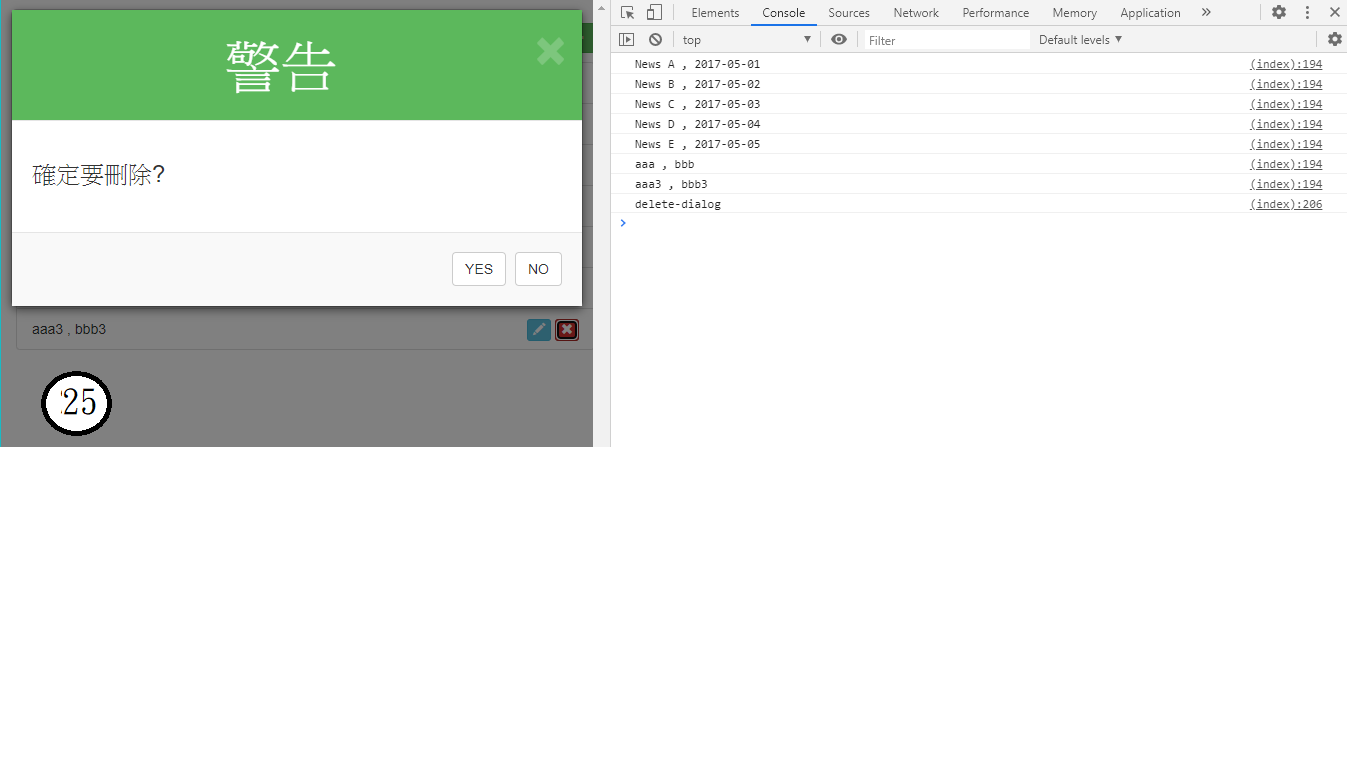 警告
確定要刪除?
YES NO
aaa3 , bbb3
25
Elements Console Sources Network Performance Memory Application
top Filter Default levels
News A , 2017-05-01 (index):194
News B , 2017-05-02 (index):194
News C , 2017-05-03 (index):194
News D , 2017-05-04 (index):194
News E , 2017-05-05 (index):194
aaa , bbb (index):194
aaa3 , bbb3 (index):194
delete-dialog (index):206